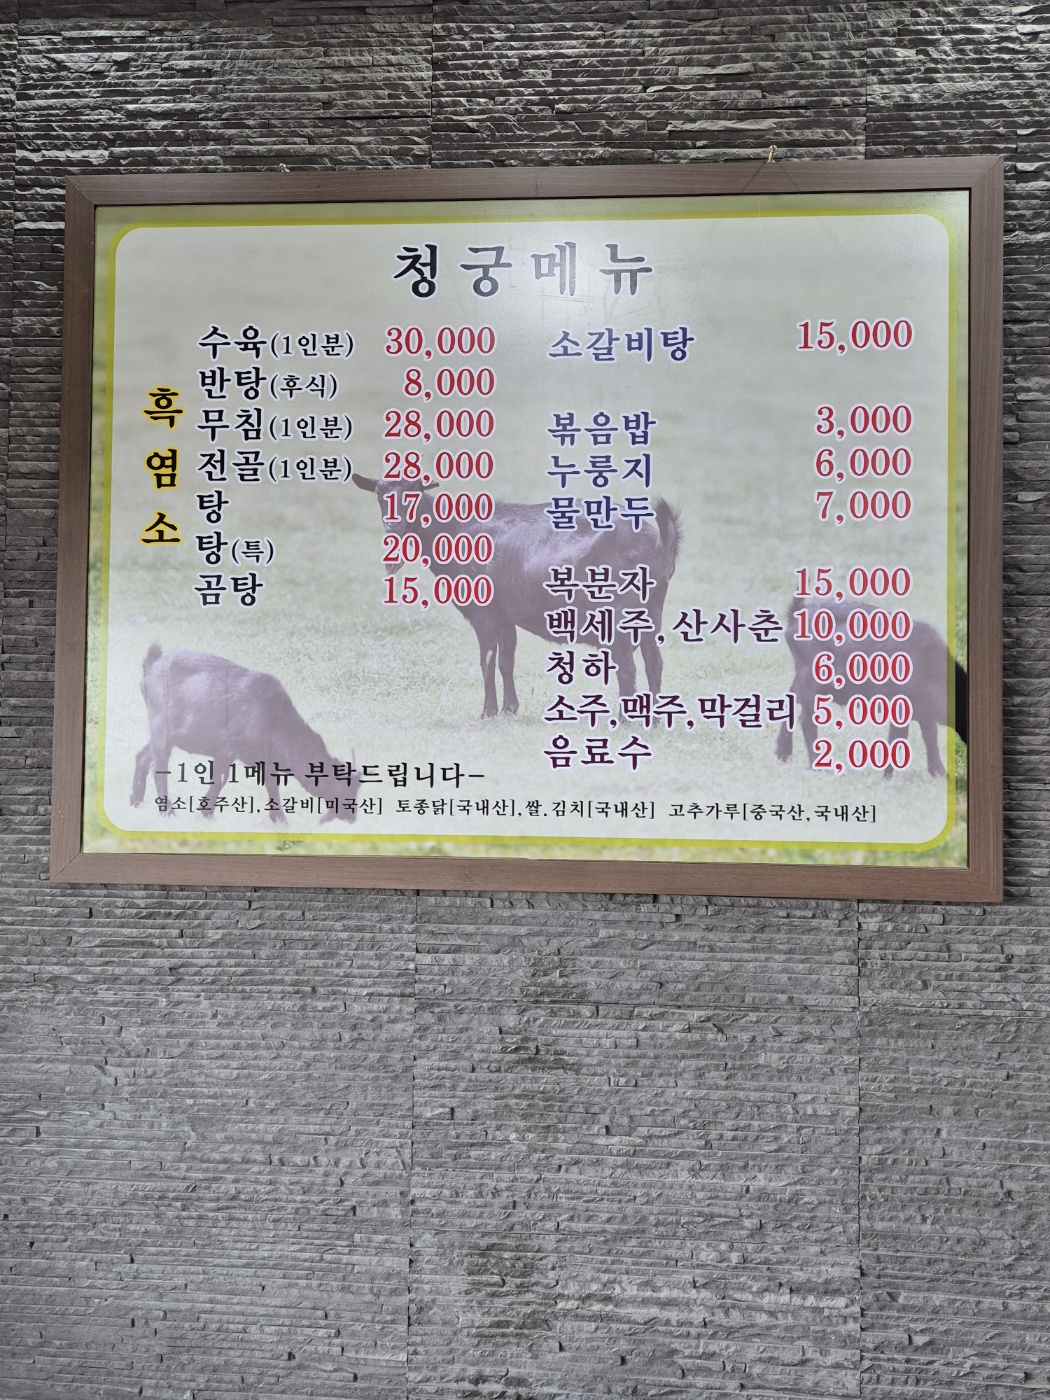 청궁메뉴
흑염소
수육(1인분) 30,000
반탕(후식) 8,000
무침(1인분) 28,000
전골(1인분) 28,000
탕 17,000
탕(특) 20,000
곰탕 15,000
소갈비탕 15,000
볶음밥 3,000
누룽지 6,000
물만두 7,000
복분자 15,000
백세주,산사춘 10,000
청하 6,000
소주,맥주,막걸리 5,000
음료수 2,000
-1인 1메뉴 부탁드립니다-
염소[호주산],소갈비[미국산] 토종닭[국내산],쌀.김치[국내산] 고추가루[중국산,국내산]